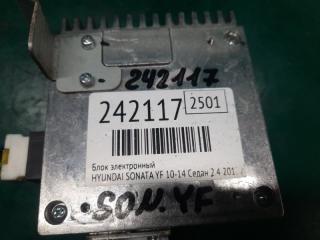 242117
242117 2501
Блок электронный
HYUNDAI SONATA YF 10-14 Седан 2.4 201
SON. YF